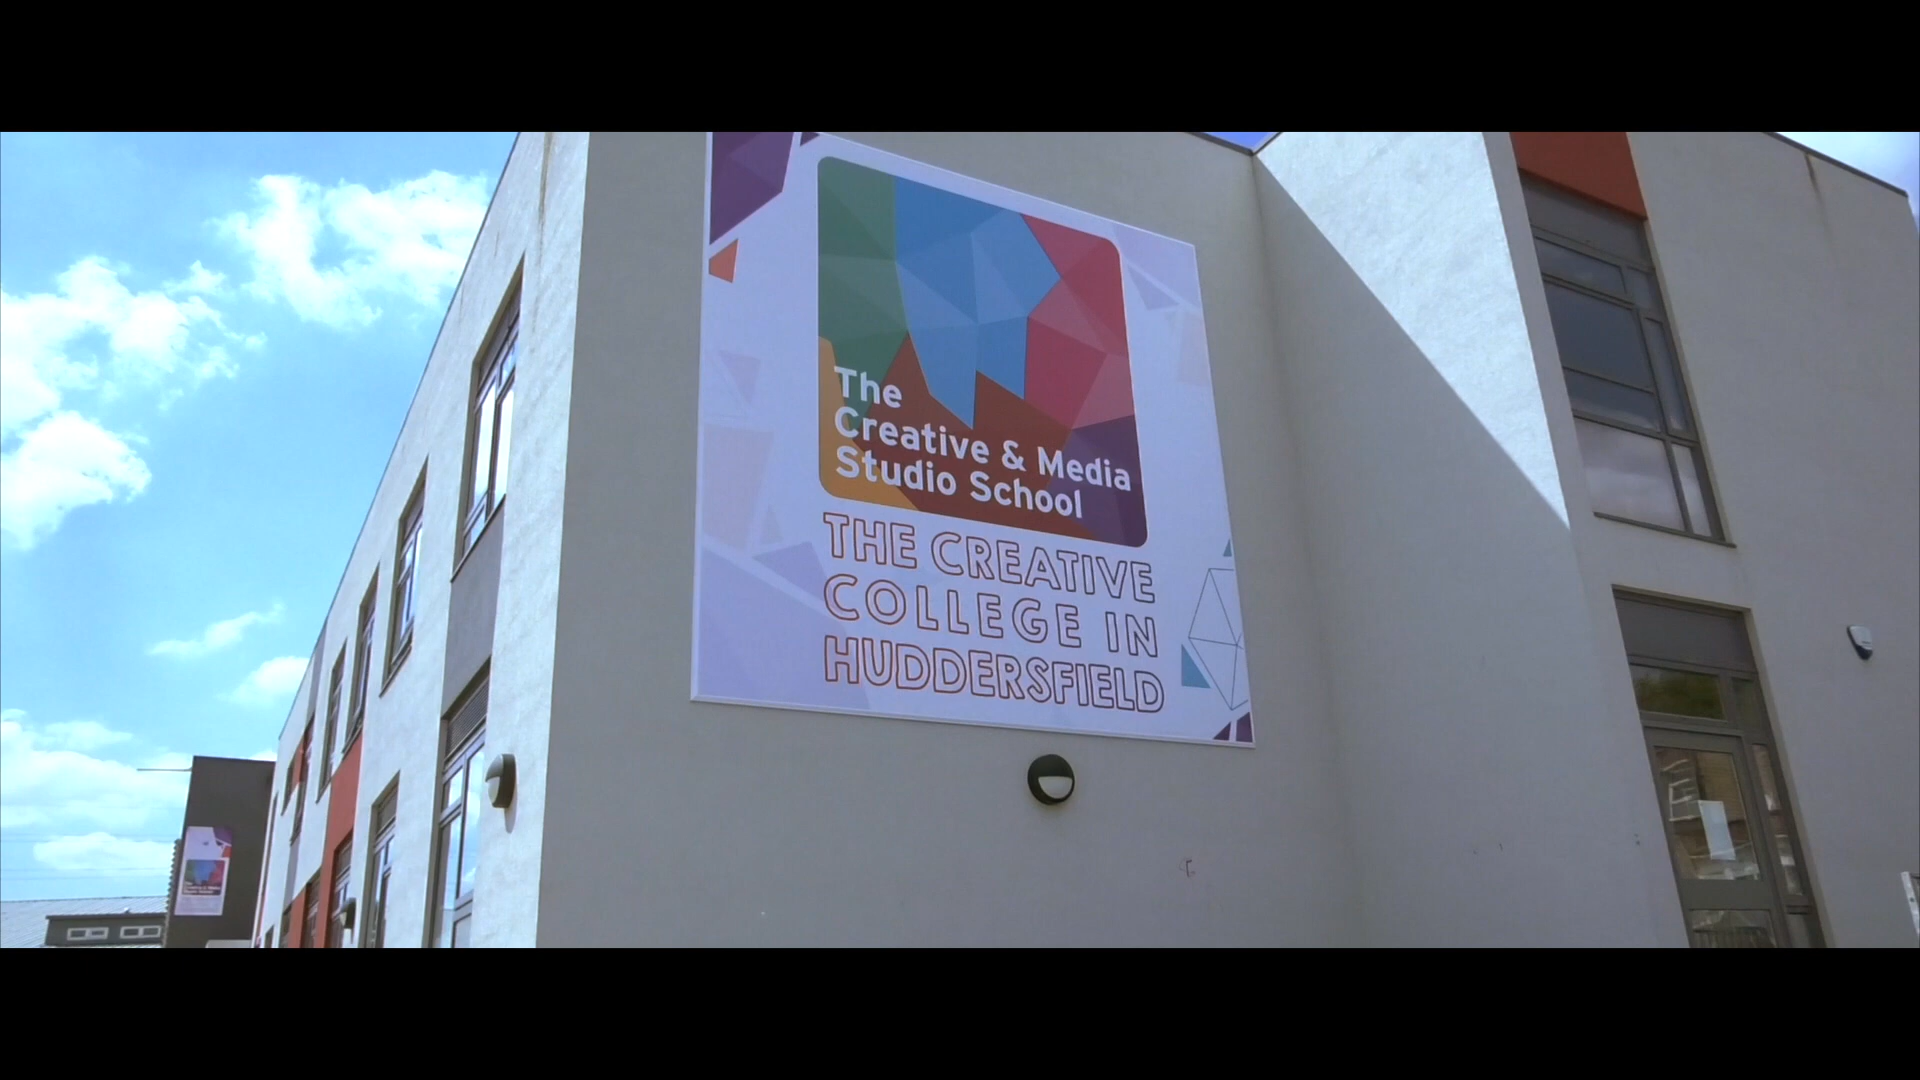 The
Creative & Media
Studio School
THE CREATIVE
COLLEGE IN
HUDDERSFIELD